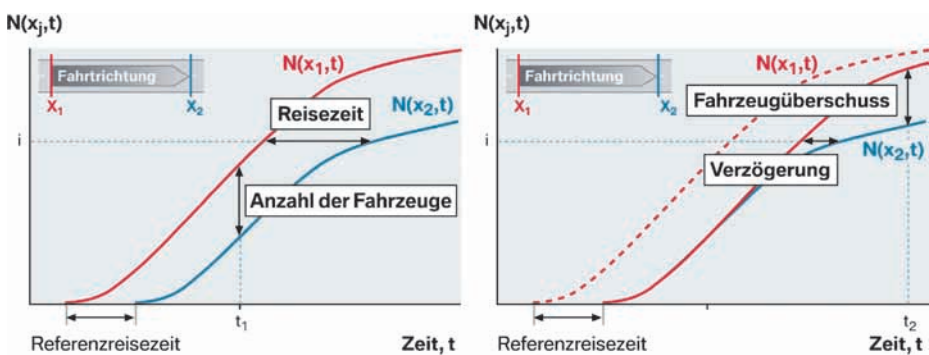 N(xj,t)
Fahrtrichtung
X1
X2
N(x1,t)
Reisezeit
N(x2,t)
i
Anzahl der Fahrzeuge
t1
Referenzreisezeit
Zeit, t
N(xj,t)
Fahrtrichtung
X1
X2
N(x1,t)
Fahrzeugüberschuss
i
N(x2,t)
Verzögerung
t2
Referenzreisezeit
Zeit, t